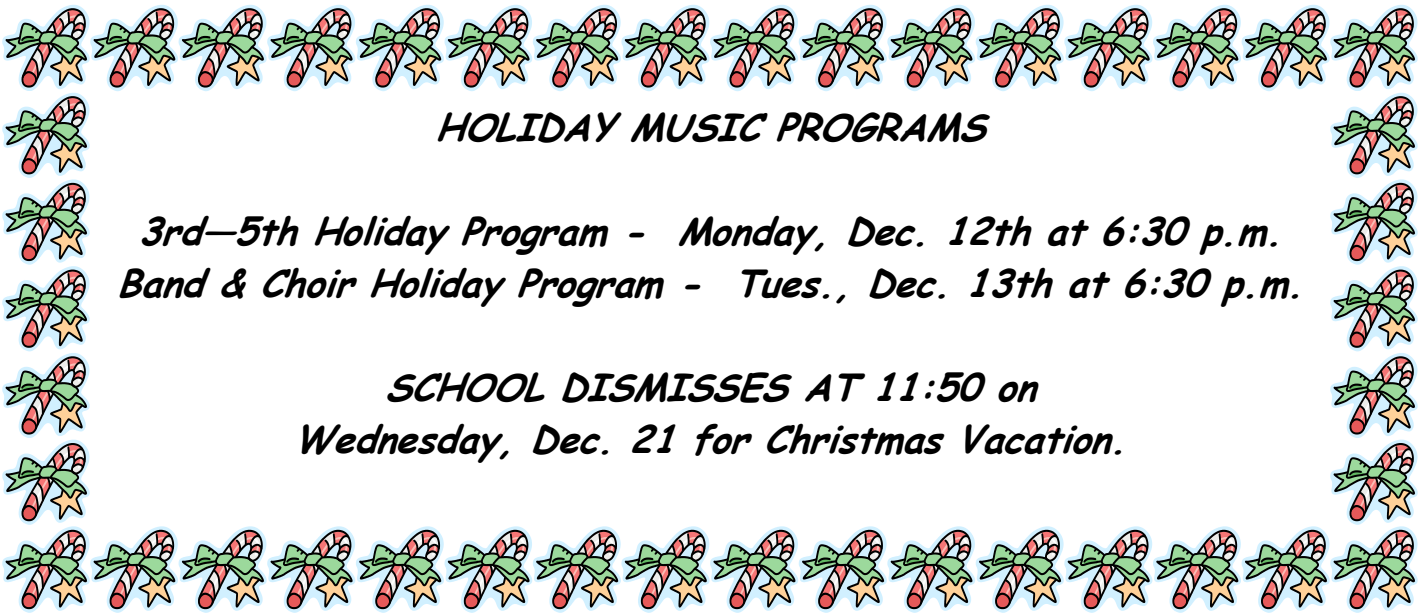 HOLIDAY MUSIC PROGRAMS
3rd—5th Holiday Program - Monday, Dec. 12th at 6:30 p.m.
Band & Choir Holiday Program - Tues., Dec. 13th at 6:30 p.m.
SCHOOL DISMISSES AT 11:50 on
Wednesday, Dec. 21 for Christmas Vacation.